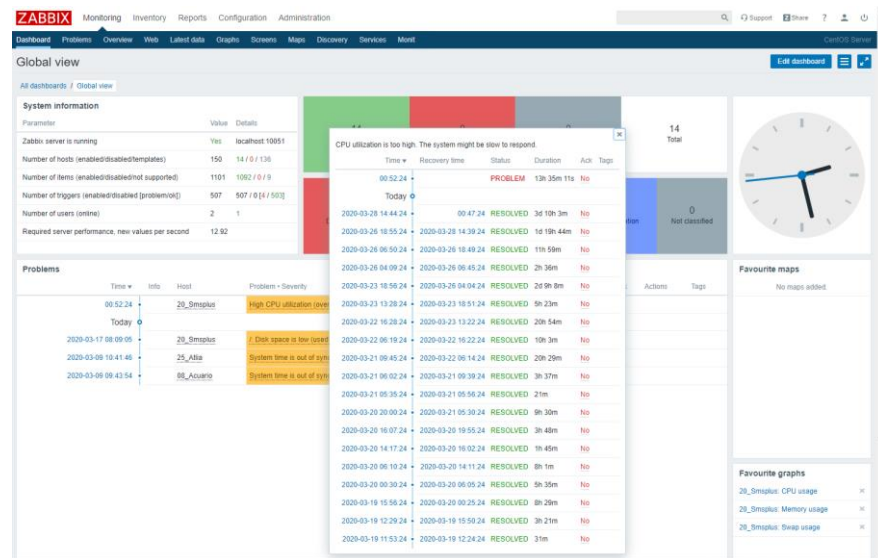 ZABBIX Monitoring Inventory Reports Configuration Administration Support Share ?
Dashboard Problems Overview Web Latest data Graphs Screens Maps Discovery Services Monit CentOS Server
Global view Edit dashboard
All dashboards / Global view
System information
Parameter Value Details
Zabbix server is running Yes localhost:10051
Number of hosts (enabled/disabled/templates) 150 14 / 0 / 136
Number of items (enabled/disabled/not supported) 1101 1092 / 0 / 9
Number of triggers (enabled/disabled [problem/ok]) 507 507 / 0 [4 / 503]
Number of users (online) 2 1
Required server performance, new values per second 12.92
14
Total
0
Not classified
CPU utilization is too high. The system might be slow to respond.
Time Recovery time Status Duration Ack Tags
00:52:24 PROBLEM 13h 35m 11s No
Today
2020-03-28 14:44:24 00:47:24 RESOLVED 3d 10h 3m No
2020-03-26 18:55:24 2020-03-28 14:39:24 RESOLVED 1d 19h 44m No
2020-03-26 06:50:24 2020-03-26 18:49:24 RESOLVED 11h 59m No
2020-03-26 04:09:24 2020-03-26 06:45:24 RESOLVED 2h 36m No
2020-03-23 18:56:24 2020-03-26 04:04:24 RESOLVED 2d 9h 8m No
2020-03-23 13:28:24 2020-03-23 18:51:24 RESOLVED 5h 23m No
2020-03-22 16:28:24 2020-03-23 13:22:24 RESOLVED 20h 54m No
2020-03-22 06:19:24 2020-03-22 16:22:24 RESOLVED 10h 3m No
2020-03-21 09:45:24 2020-03-22 06:14:24 RESOLVED 20h 29m No
2020-03-21 06:02:24 2020-03-21 09:39:24 RESOLVED 3h 37m No
2020-03-21 05:35:24 2020-03-21 05:56:24 RESOLVED 21m No
2020-03-20 20:00:24 2020-03-21 05:30:24 RESOLVED 9h 30m No
2020-03-20 16:07:24 2020-03-20 19:55:24 RESOLVED 3h 48m No
2020-03-20 14:17:24 2020-03-20 16:02:24 RESOLVED 1h 45m No
2020-03-20 06:10:24 2020-03-20 14:11:24 RESOLVED 8h 1m No
2020-03-20 00:30:24 2020-03-20 06:05:24 RESOLVED 5h 35m No
2020-03-19 15:56:24 2020-03-20 00:25:24 RESOLVED 8h 29m No
2020-03-19 12:29:24 2020-03-19 15:50:24 RESOLVED 3h 21m No
2020-03-19 11:53:24 2020-03-19 12:24:24 RESOLVED 31m No
Problems
Time Info Host Problem • Severity Actions Tags
00:52:24 20_Smsplus High CPU utilization (over
Today
2020-03-17 08:09:05 20_Smsplus /: Disk space is low (used
2020-03-09 10:41:46 25_Atlia System time is out of sync
2020-03-09 09:43:54 08_Acuario System time is out of sync
Favourite maps
No maps added.
Favourite graphs
20_Smsplus: CPU usage
20_Smsplus: Memory usage
20_Smsplus: Swap usage